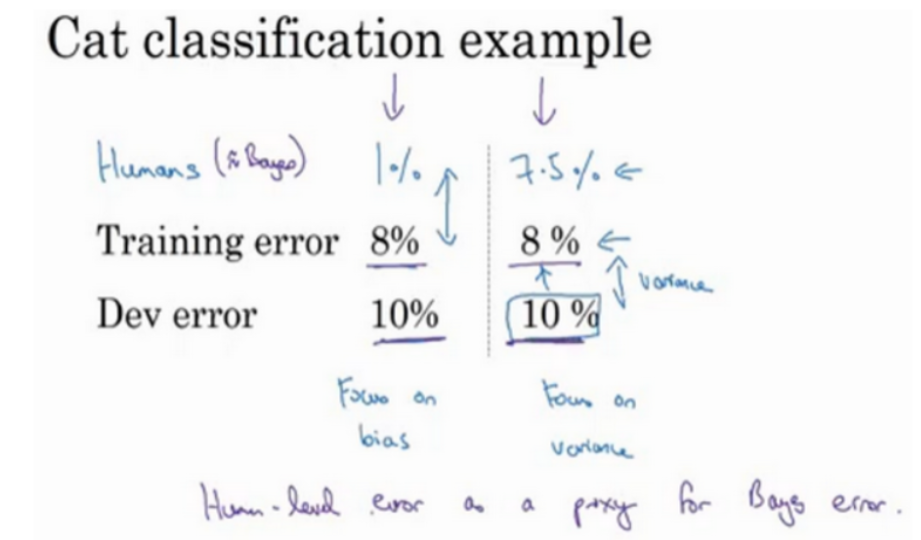 Cat classification example
Humans (≈ Bayes) 1% 7.5%
Training error 8% 8 %
variance
Dev error 10% 10 %
Focus on bias
Focus on variance
Human-level error as a proxy for Bayes error.